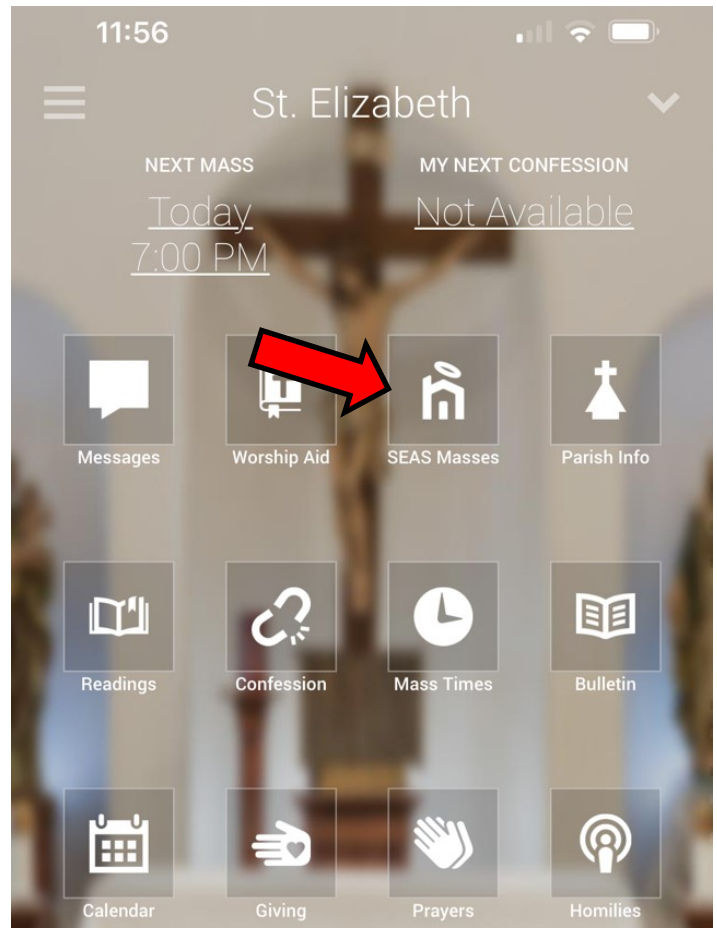 11:56
St. Elizabeth
NEXT MASS
MY NEXT CONFESSION
Today
7:00 PM
Not Available
Messages
Worship Aid
SEAS Masses
Parish Info
Readings
Confession
Mass Times
Bulletin
Calendar
Giving
Prayers
Homilies